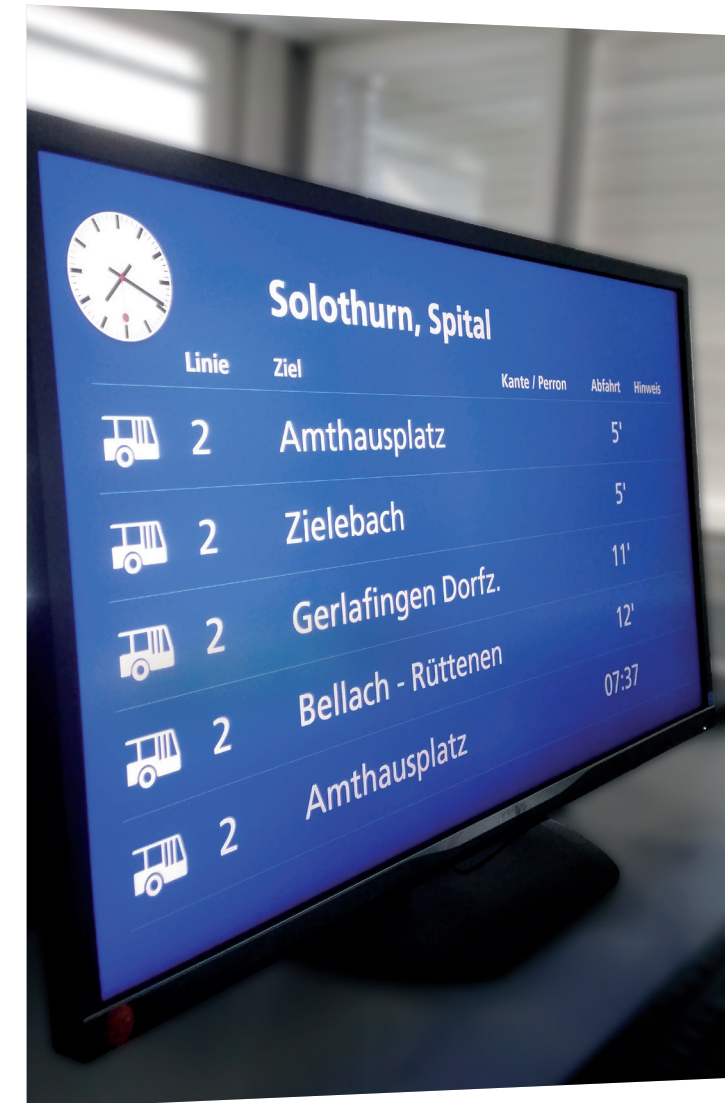 Solothurn, Spital
Linie Ziel Kante / Perron Abfahrt Hinweis
2 Amthausplatz 5'
2 Zielebach 5'
2 Gerlafingen Dorfz. 11'
2 Bellach - Rüttenen 12'
2 Amthausplatz 07:37